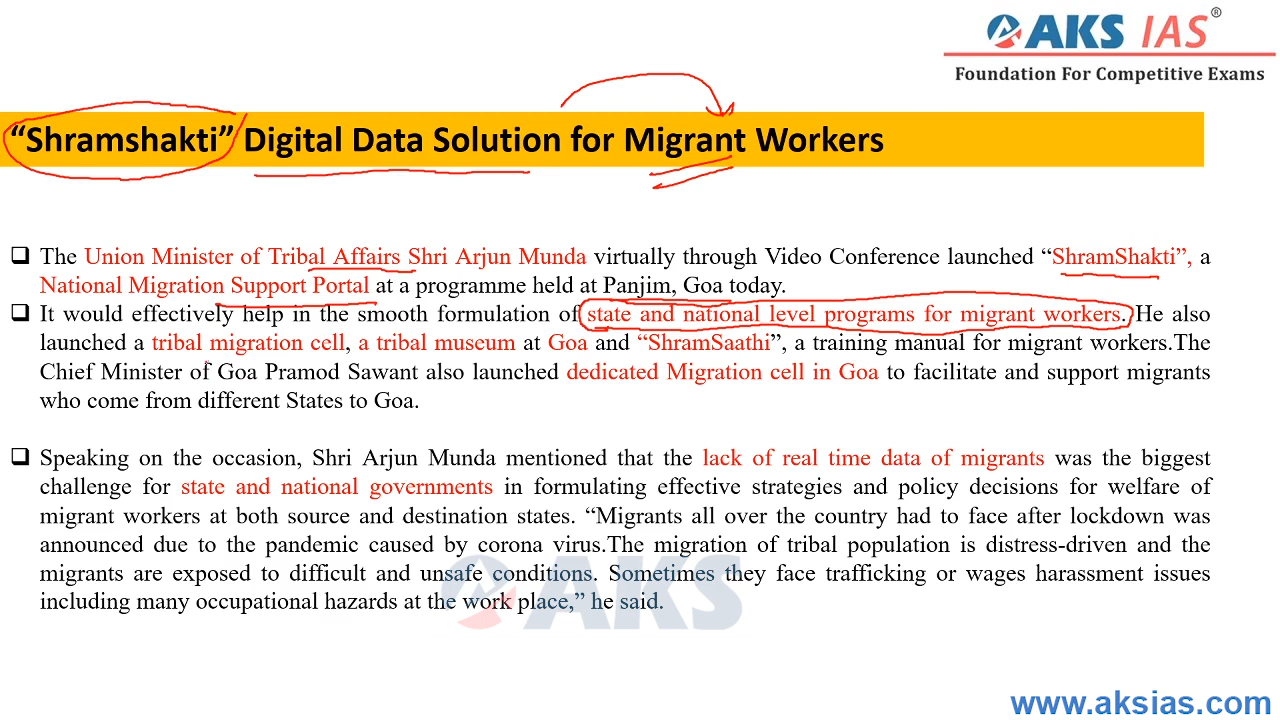 AKS IAS®
Foundation For Competitive Exams
“Shramshakti” Digital Data Solution for Migrant Workers
❑ The Union Minister of Tribal Affairs Shri Arjun Munda virtually through Video Conference launched “ShramShakti”, a
National Migration Support Portal at a programme held at Panjim, Goa today.
❑ It would effectively help in the smooth formulation of state and national level programs for migrant workers. He also
launched a tribal migration cell, a tribal museum at Goa and “ShramSaathi”, a training manual for migrant workers.The
Chief Minister of Goa Pramod Sawant also launched dedicated Migration cell in Goa to facilitate and support migrants
who come from different States to Goa.
❑ Speaking on the occasion, Shri Arjun Munda mentioned that the lack of real time data of migrants was the biggest
challenge for state and national governments in formulating effective strategies and policy decisions for welfare of
migrant workers at both source and destination states. “Migrants all over the country had to face after lockdown was
announced due to the pandemic caused by corona virus.The migration of tribal population is distress-driven and the
migrants are exposed to difficult and unsafe conditions. Sometimes they face trafficking or wages harassment issues
including many occupational hazards at the work place,” he said.
AKS
www.aksias.com